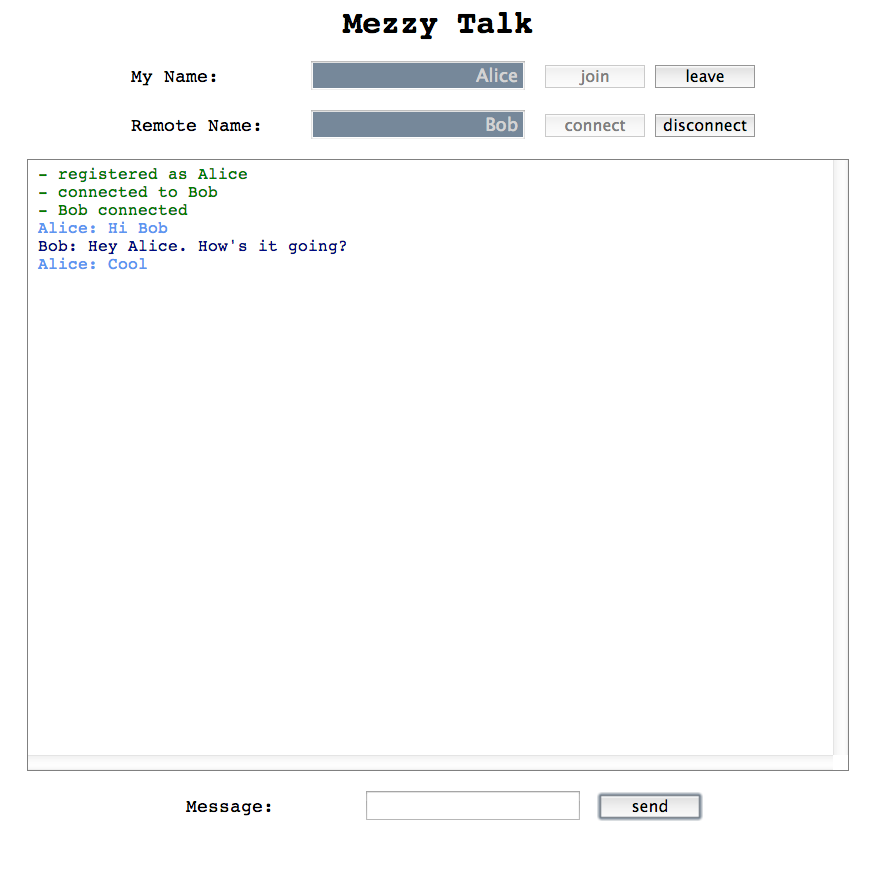 Mezzy Talk
My Name: Alice join leave
Remote Name: Bob connect disconnect
- registered as Alice
- connected to Bob
- Bob connected
Alice: Hi Bob
Bob: Hey Alice. How's it going?
Alice: Cool
Message: send